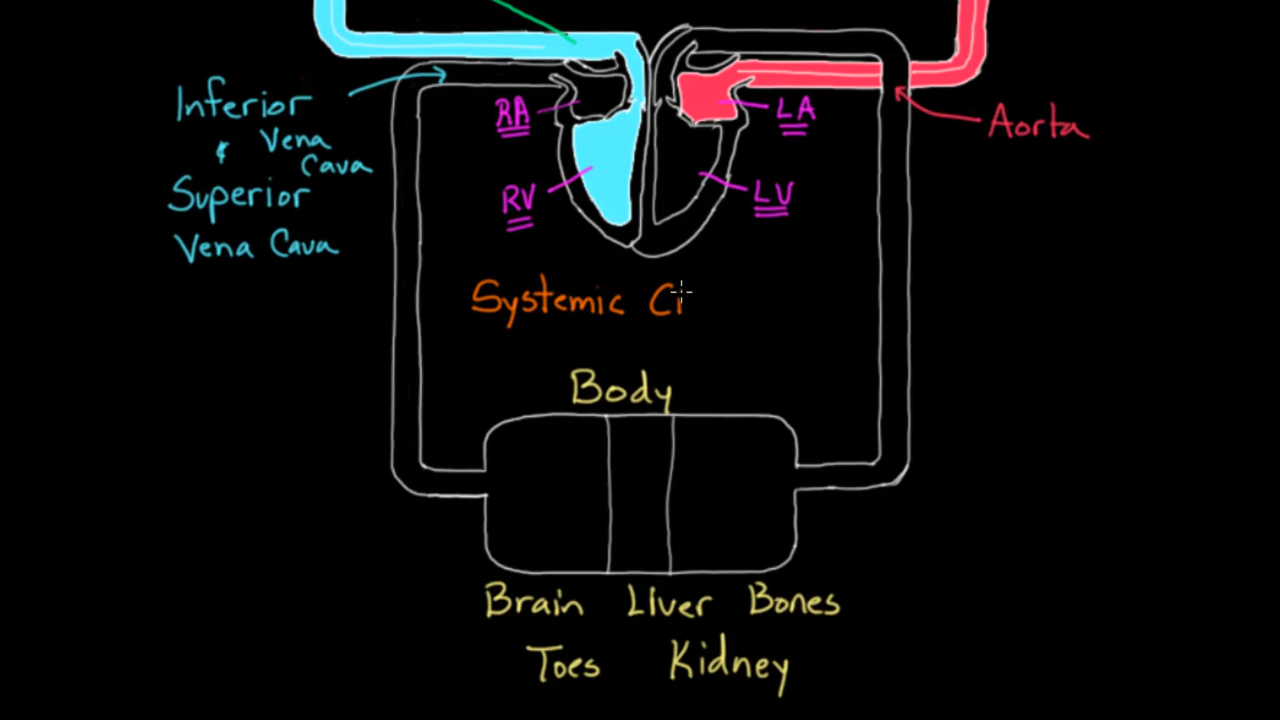 Inferior
& Vena
Cava
Superior
Vena Cava
RA
LA
Aorta
RV
LV
Systemic Ci
Body
Brain Liver Bones
Toes Kidney